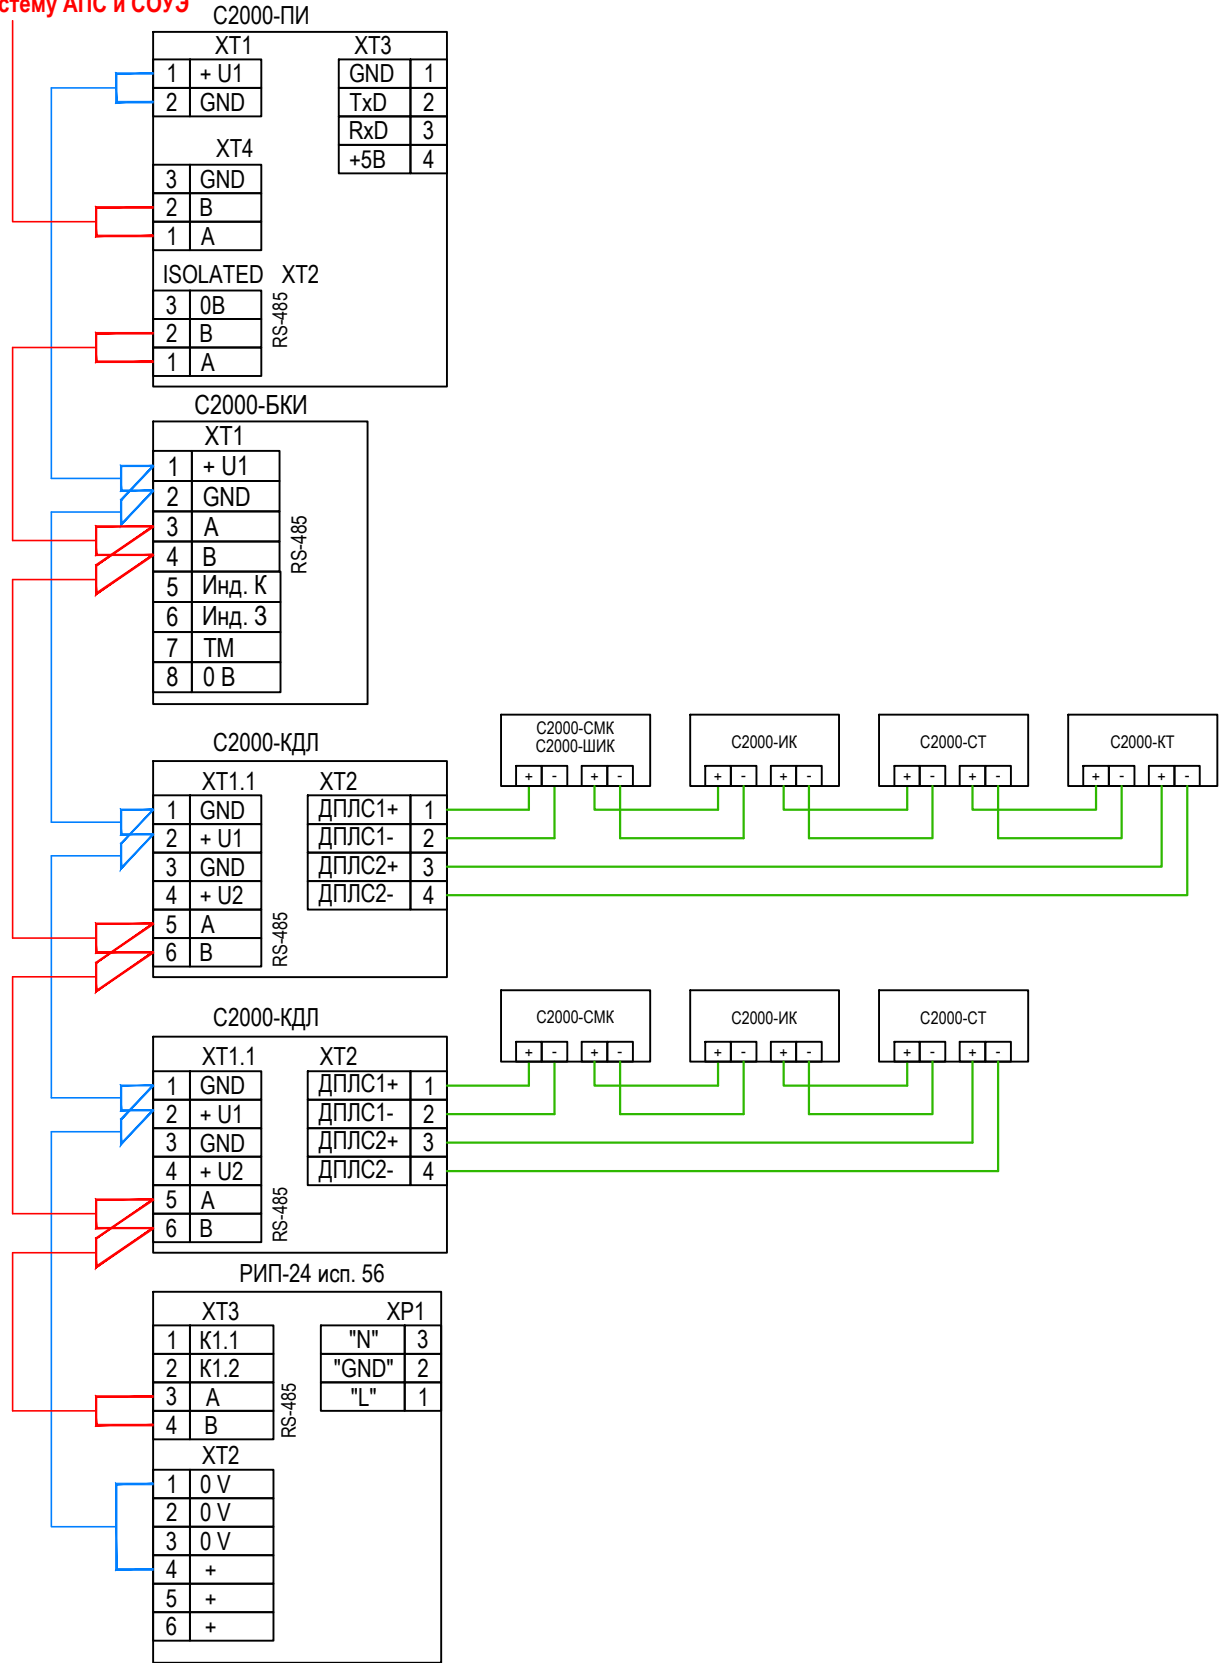 стему АПС и СОУЭ
С2000-ПИ
XT1 XT3
1 + U1 GND 1
2 GND TxD 2
RxD 3
XT4 +5В 4
3 GND
2 B
1 A
ISOLATED XT2
3 0В
2 B
1 A
RS-485
С2000-БКИ
XT1
1 + U1
2 GND
3 A
4 B
5 Инд. К
6 Инд. З
7 ТМ
8 0 В
RS-485
С2000-КДЛ
XT1.1 XT2
1 GND ДПЛС1+ 1
2 + U1 ДПЛС1- 2
3 GND ДПЛС2+ 3
4 + U2 ДПЛС2- 4
5 A
6 B
RS-485
С2000-СМК
С2000-ШИК
+ - + -
С2000-ИК
+ - + -
С2000-СТ
+ - + -
С2000-КТ
+ - + -
С2000-КДЛ
XT1.1 XT2
1 GND ДПЛС1+ 1
2 + U1 ДПЛС1- 2
3 GND ДПЛС2+ 3
4 + U2 ДПЛС2- 4
5 A
6 B
RS-485
С2000-СМК
+ - + -
С2000-ИК
+ - + -
С2000-СТ
+ - + -
РИП-24 исп. 56
XT3 XP1
1 К1.1 "N" 3
2 К1.2 "GND" 2
3 A "L" 1
4 B
RS-485
XT2
1 0 V
2 0 V
3 0 V
4 +
5 +
6 +